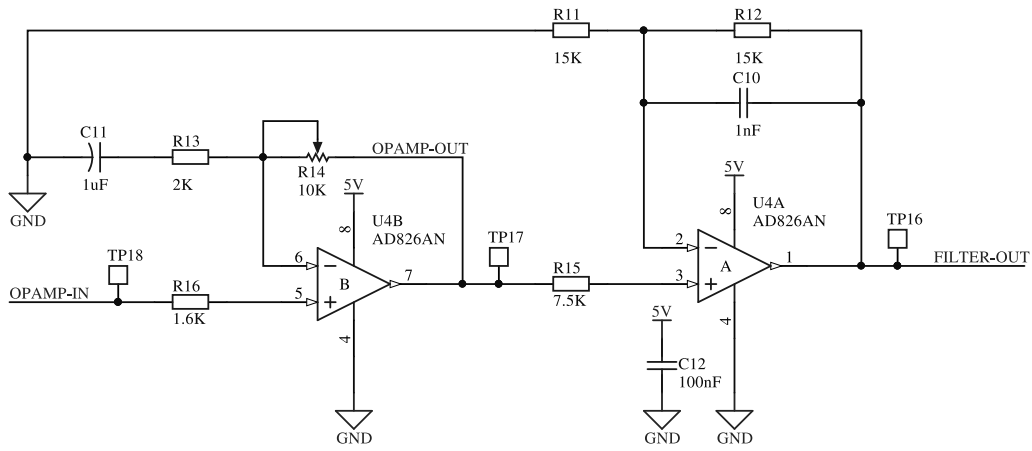 R11
15K
R12
15K
C10
1nF
C11
1uF
R13
2K
R14
10K
OPAMP-OUT
GND
5V
8
U4B
AD826AN
6
5
B
7
4
GND
TP18
OPAMP-IN
R16
1.6K
TP17
R15
7.5K
5V
8
U4A
AD826AN
2
3
A
1
4
GND
TP16
FILTER-OUT
5V
C12
100nF
GND